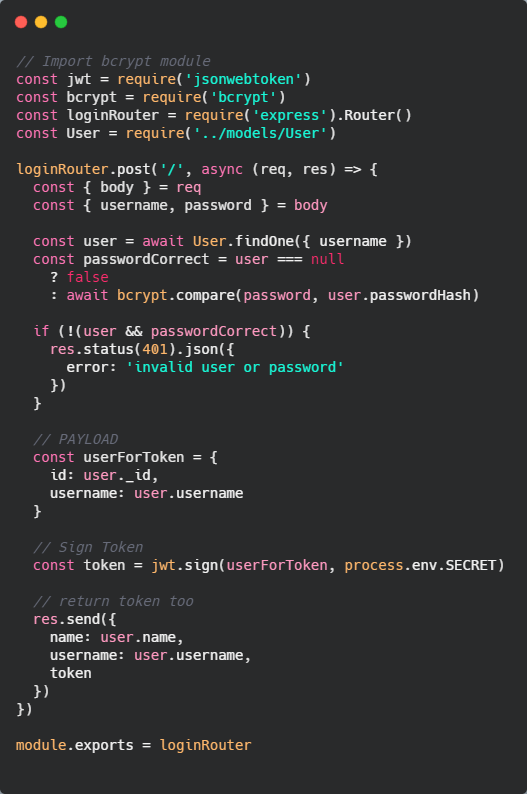 // Import bcrypt module
const jwt = require('jsonwebtoken')
const bcrypt = require('bcrypt')
const loginRouter = require('express').Router()
const User = require('../models/User')

loginRouter.post('/', async (req, res) => {
  const { body } = req
  const { username, password } = body

  const user = await User.findOne({ username })
  const passwordCorrect = user === null
    ? false
    : await bcrypt.compare(password, user.passwordHash)

  if (!(user && passwordCorrect)) {
    res.status(401).json({
      error: 'invalid user or password'
    })
  }

  // PAYLOAD
  const userForToken = {
    id: user._id,
    username: user.username
  }

  // Sign Token
  const token = jwt.sign(userForToken, process.env.SECRET)

  // return token too
  res.send({
    name: user.name,
    username: user.username,
    token
  })
})

module.exports = loginRouter